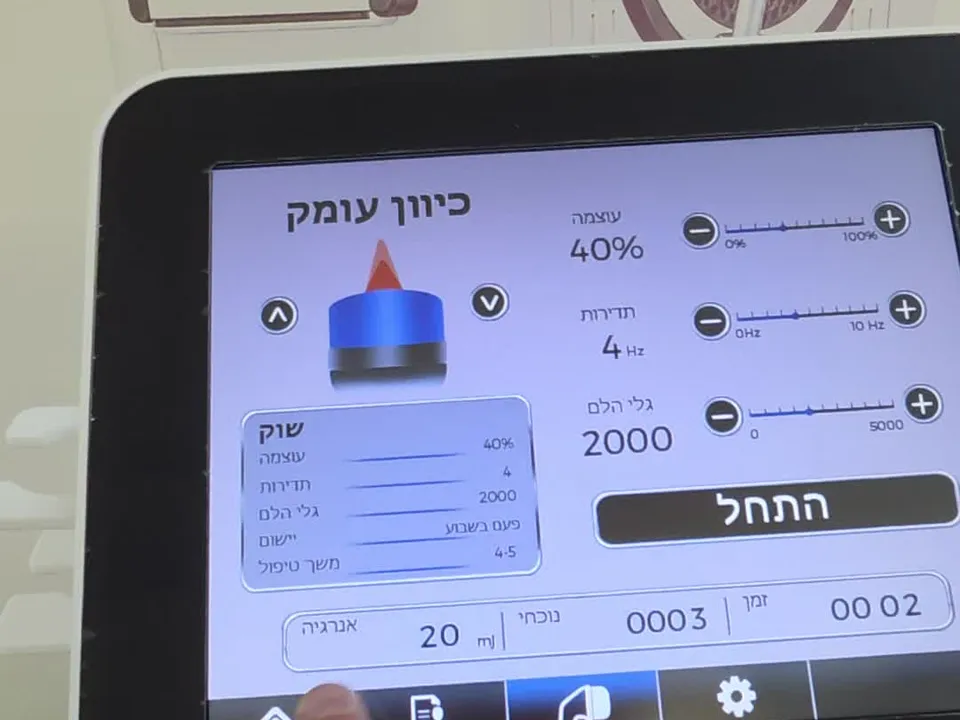 כיוון עומק
עוצמה
40%
0%
100%
תדירות
4 Hz
0Hz
10 Hz
גלי הלם
2000
0
5000
שוק
עוצמה 40%
תדירות 4
גלי הלם 2000
יישום פעם בשבוע
משך טיפול 4-5
התחל
אנרגיה 20 mJ נוכחי 0003 זמן 00 02